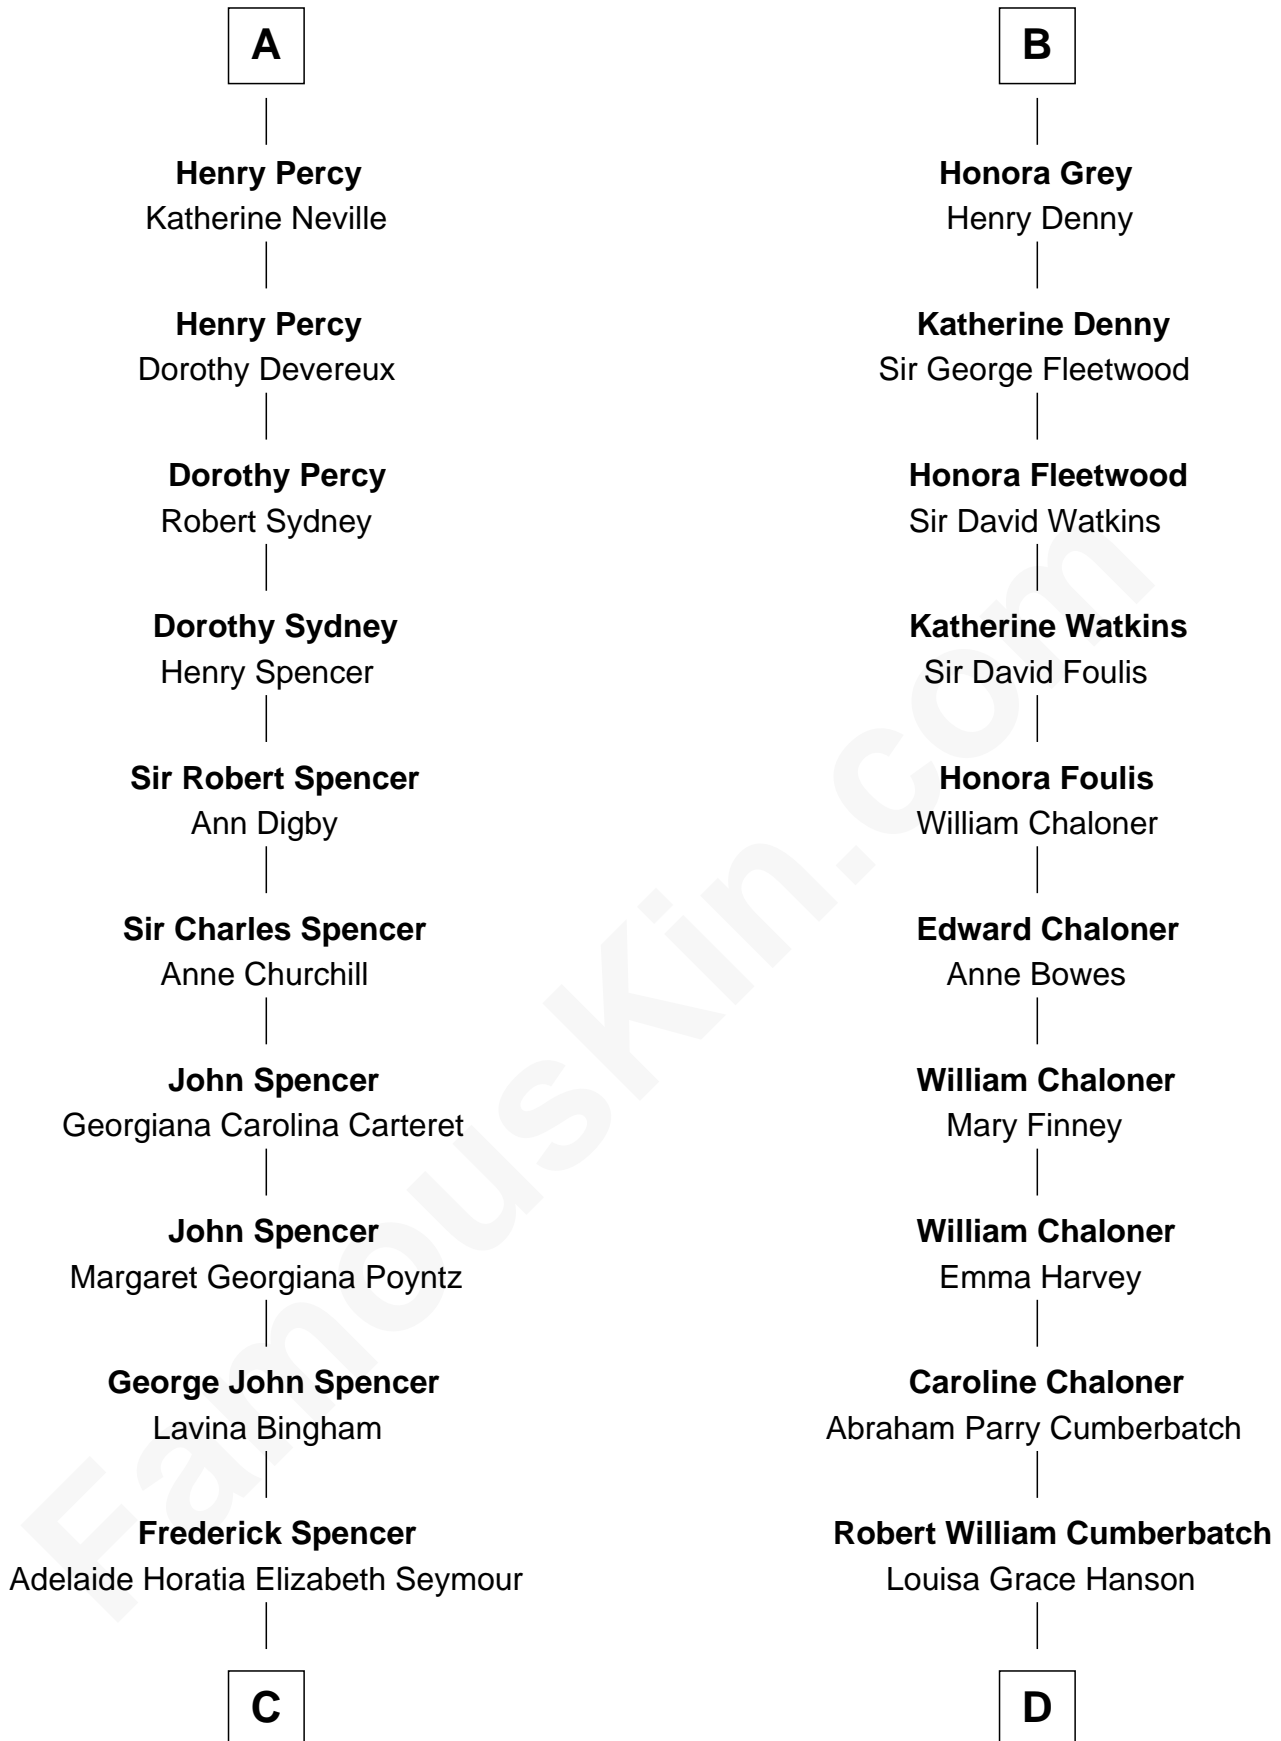 A
Henry Percy
Katherine Neville
Henry Percy
Dorothy Devereux
Dorothy Percy
Robert Sydney
Dorothy Sydney
Henry Spencer
Sir Robert Spencer
Ann Digby
Sir Charles Spencer
Anne Churchill
John Spencer
Georgiana Carolina Carteret
John Spencer
Margaret Georgiana Poyntz
George John Spencer
Lavina Bingham
Frederick Spencer
Adelaide Horatia Elizabeth Seymour
C
B
Honora Grey
Henry Denny
Katherine Denny
Sir George Fleetwood
Honora Fleetwood
Sir David Watkins
Katherine Watkins
Sir David Foulis
Honora Foulis
William Chaloner
Edward Chaloner
Anne Bowes
William Chaloner
Mary Finney
William Chaloner
Emma Harvey
Caroline Chaloner
Abraham Parry Cumberbatch
Robert William Cumberbatch
Louisa Grace Hanson
D
FamousKin.com